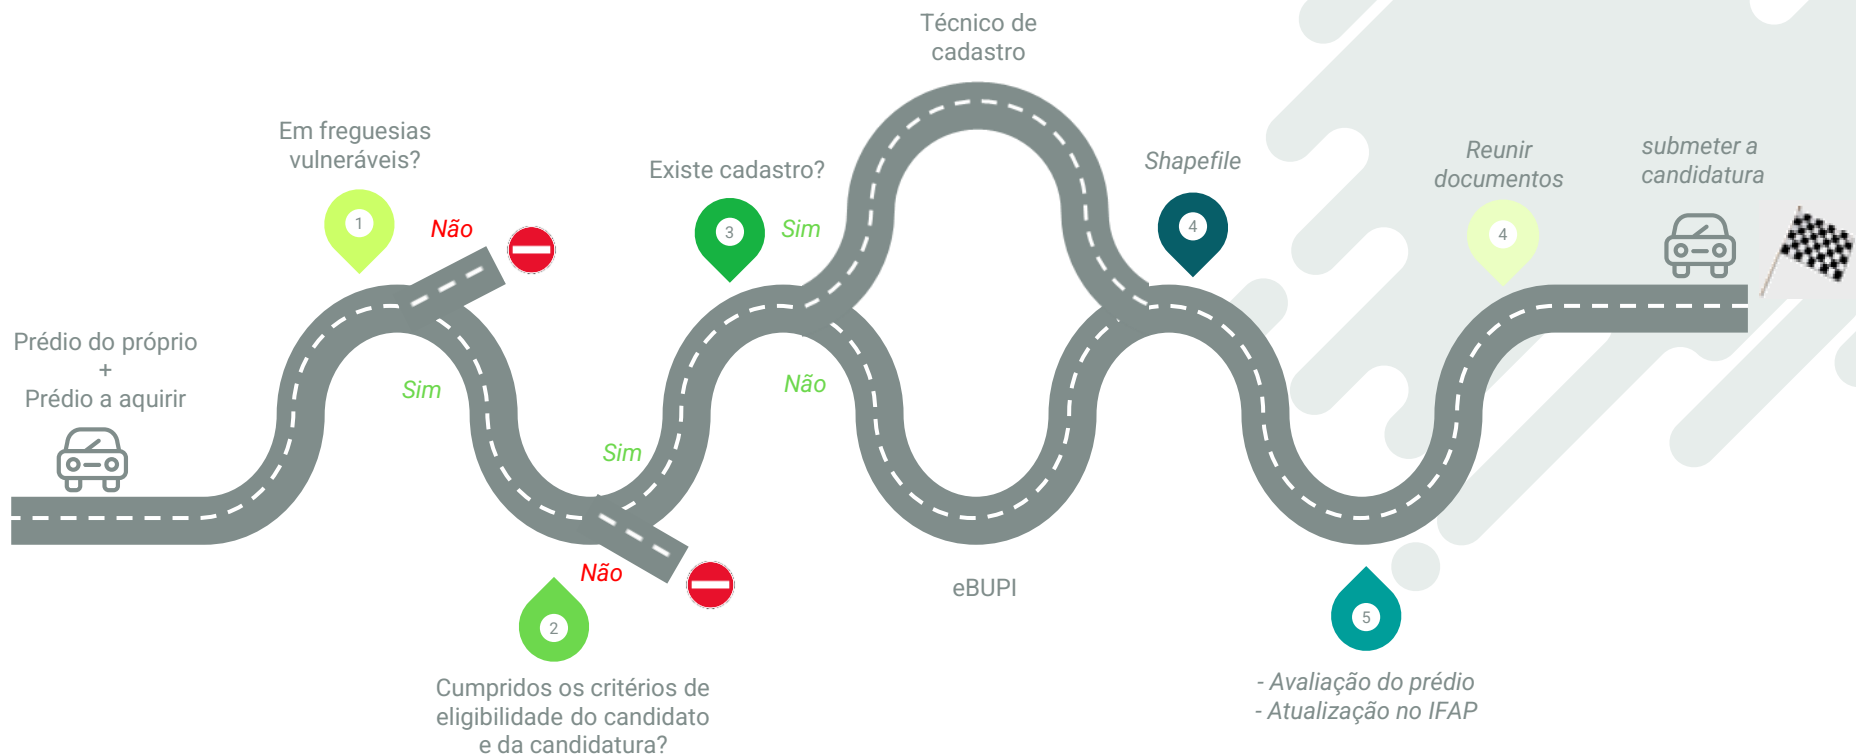 Prédio do próprio
+
Prédio a aquirir
Em freguesias
vulneráveis?
1
Não
Sim
2
Cumpridos os critérios de
eligibilidade do candidato
e da candidatura?
Não
Sim
Existe cadastro?
3
Sim
Não
Técnico de
cadastro
eBUPI
Shapefile
4
5
- Avaliação do prédio
- Atualização no IFAP
Reunir
documentos
4
submeter a
candidatura